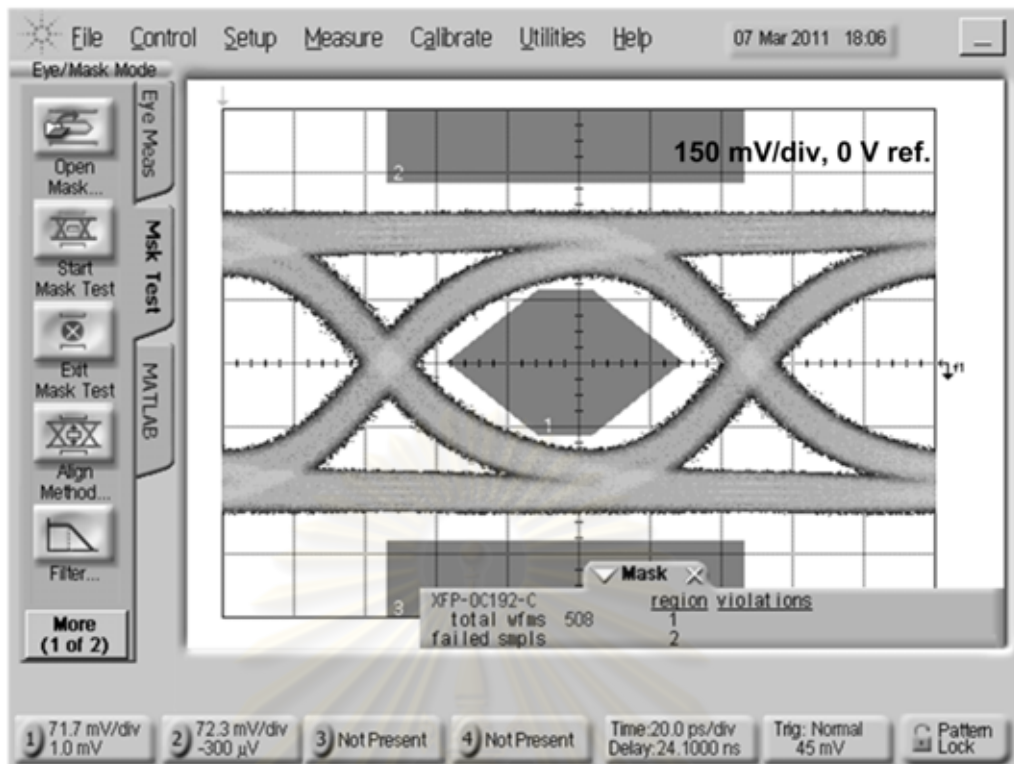 File Control Setup Measure Calibrate Utilities Help 07 Mar 2011 18:06
Eye/Mask Mode
Open
Mask...
Start
Mask Test
Exit
Mask Test
Align
Method...
Filter...
More
(1 of 2)
Eye Meas
Msk Test
MATLAB
150 mV/div, 0 V ref.
2
1
3
f1
Mask
XFP-OC192-C region violations
total wfms 508 1
failed smpls 2
1 71.7 mV/div
1.0 mV
2 72.3 mV/div
-300 µV
3 Not Present
4 Not Present
Time:20.0 ps/div
Delay:24.1000 ns
Trig: Normal
45 mV
Pattern
Lock